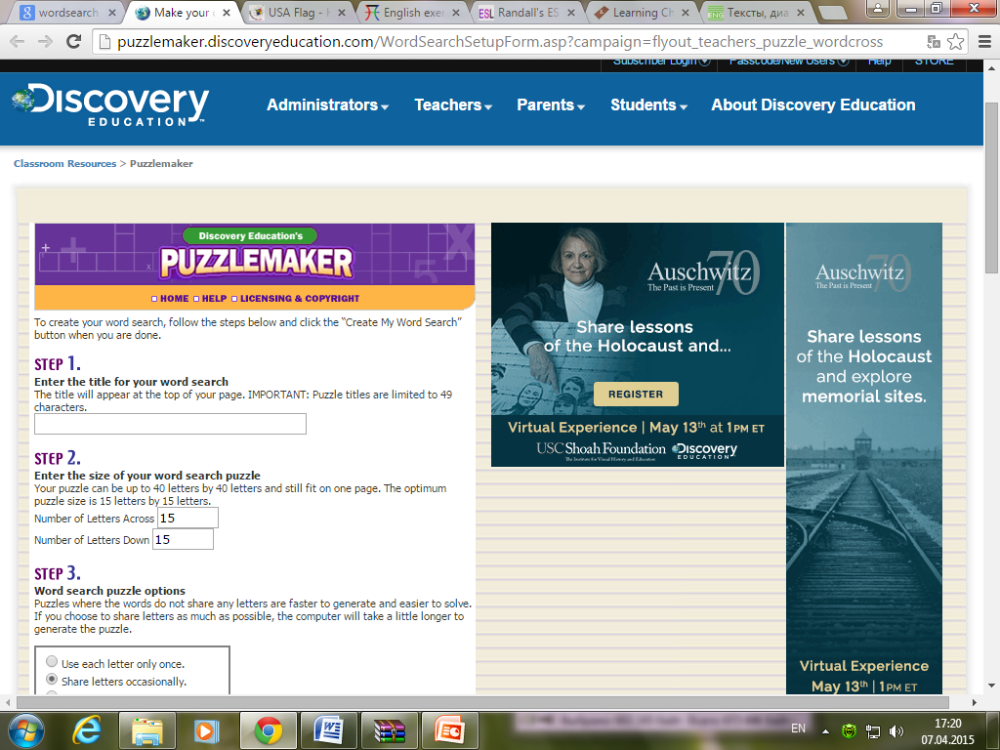 wordsearch
Make your
USA Flag - H
English exer
Randall's ES
Learning Ch
Тексты, диа
puzzlemaker.discoveryeducation.com/WordSearchSetupForm.asp?campaign=flyout_teachers_puzzle_wordcross
Subscriber Login Passcode/New Users Help STORE
Discovery
EDUCATION™
Administrators Teachers Parents Students About Discovery Education
Classroom Resources > Puzzlemaker
Discovery Education's
PUZZLEMAKER
HOME HELP LICENSING & COPYRIGHT
To create your word search, follow the steps below and click the “Create My Word Search”
button when you are done.
STEP 1.
Enter the title for your word search
The title will appear at the top of your page. IMPORTANT: Puzzle titles are limited to 49
characters.
STEP 2.
Enter the size of your word search puzzle
Your puzzle can be up to 40 letters by 40 letters and still fit on one page. The optimum
puzzle size is 15 letters by 15 letters.
Number of Letters Across 15
Number of Letters Down 15
STEP 3.
Word search puzzle options
Puzzles where the words do not share any letters are faster to generate and easier to solve.
If you choose to share letters as much as possible, the computer will take a little longer to
generate the puzzle.
Use each letter only once.
Share letters occasionally.
Auschwitz 70
The Past is Present
Share lessons
of the Holocaust and...
REGISTER
Virtual Experience | May 13th at 1PM ET
USC Shoah Foundation Discovery
The Institute for Visual History and Education EDUCATION
Auschwitz 70
The Past is Present
Share lessons
of the Holocaust
and explore
memorial sites.
Virtual Experience
May 13th | 1PM ET
EN
17:20
07.04.2015